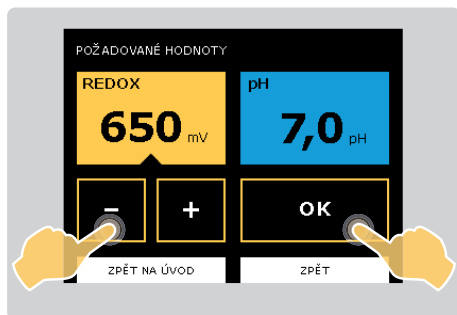 POŽADOVANÉ HODNOTY
REDOX
650 mV
pH
7,0 pH
- +
OK
ZPĚT NA ÚVOD
ZPĚT